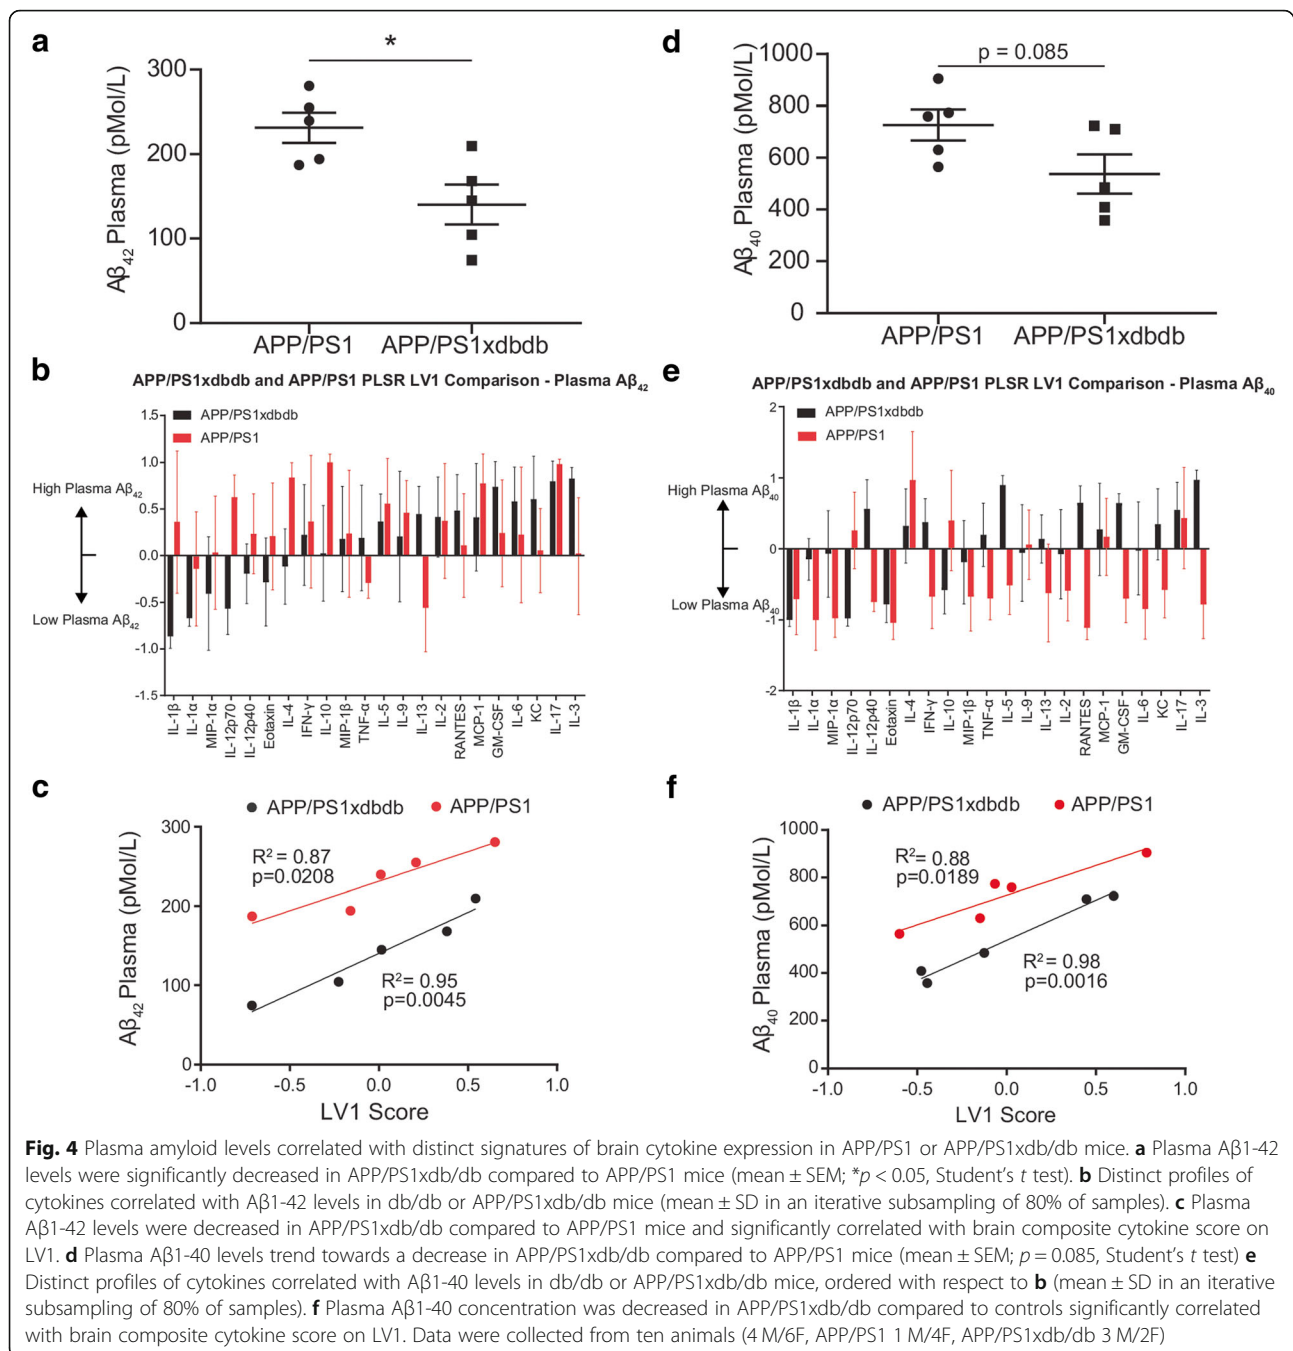 a
*
300
200
100
0
Aβ42 Plasma (pMol/L)
APP/PS1
APP/PS1xdbdb
d
p = 0.085
1000
800
600
400
200
0
Aβ40 Plasma (pMol/L)
APP/PS1
APP/PS1xdbdb
b
APP/PS1xdbdb and APP/PS1 PLSR LV1 Comparison - Plasma Aβ42
APP/PS1xdbdb
APP/PS1
1.5
1.0
0.5
0.0
-0.5
-1.0
-1.5
High Plasma Aβ42
Low Plasma Aβ42
IL-1β
IL-1α
MIP-1α
IL-12p70
IL-12p40
Eotaxin
IL-4
IFN-γ
IL-10
MIP-1β
TNF-α
IL-5
IL-9
IL-13
IL-2
RANTES
MCP-1
GM-CSF
IL-6
KC
IL-17
IL-3
e
APP/PS1xdbdb and APP/PS1 PLSR LV1 Comparison - Plasma Aβ40
APP/PS1xdbdb
APP/PS1
2
1
0
-1
-2
High Plasma Aβ40
Low Plasma Aβ40
IL-1β
IL-1α
MIP-1α
IL-12p70
IL-12p40
Eotaxin
IL-4
IFN-γ
IL-10
MIP-1β
TNF-α
IL-5
IL-9
IL-13
IL-2
RANTES
MCP-1
GM-CSF
IL-6
KC
IL-17
IL-3
c
APP/PS1xdbdb
APP/PS1
300
200
100
0
Aβ42 Plasma (pMol/L)
R2 = 0.87
p=0.0208
R2 = 0.95
p=0.0045
-1.0
-0.5
0.0
0.5
1.0
LV1 Score
f
APP/PS1xdbdb
APP/PS1
1000
800
600
400
200
0
Aβ40 Plasma (pMol/L)
R2= 0.88
p=0.0189
R2= 0.98
p=0.0016
-1.0
-0.5
0.0
0.5
1.0
LV1 Score
Fig. 4 Plasma amyloid levels correlated with distinct signatures of brain cytokine expression in APP/PS1 or APP/PS1xdb/db mice. a Plasma Aβ1-42
levels were significantly decreased in APP/PS1xdb/db compared to APP/PS1 mice (mean ± SEM; *p < 0.05, Student's t test). b Distinct profiles of
cytokines correlated with Aβ1-42 levels in db/db or APP/PS1xdb/db mice (mean ± SD in an iterative subsampling of 80% of samples). c Plasma
Aβ1-42 levels were decreased in APP/PS1xdb/db compared to APP/PS1 mice and significantly correlated with brain composite cytokine score on
LV1. d Plasma Aβ1-40 levels trend towards a decrease in APP/PS1xdb/db compared to APP/PS1 mice (mean ± SEM; p = 0.085, Student's t test) e
Distinct profiles of cytokines correlated with Aβ1-40 levels in db/db or APP/PS1xdb/db mice, ordered with respect to b (mean ± SD in an iterative
subsampling of 80% of samples). f Plasma Aβ1-40 concentration was decreased in APP/PS1xdb/db compared to controls significantly correlated
with brain composite cytokine score on LV1. Data were collected from ten animals (4 M/6F, APP/PS1 1 M/4F, APP/PS1xdb/db 3 M/2F)